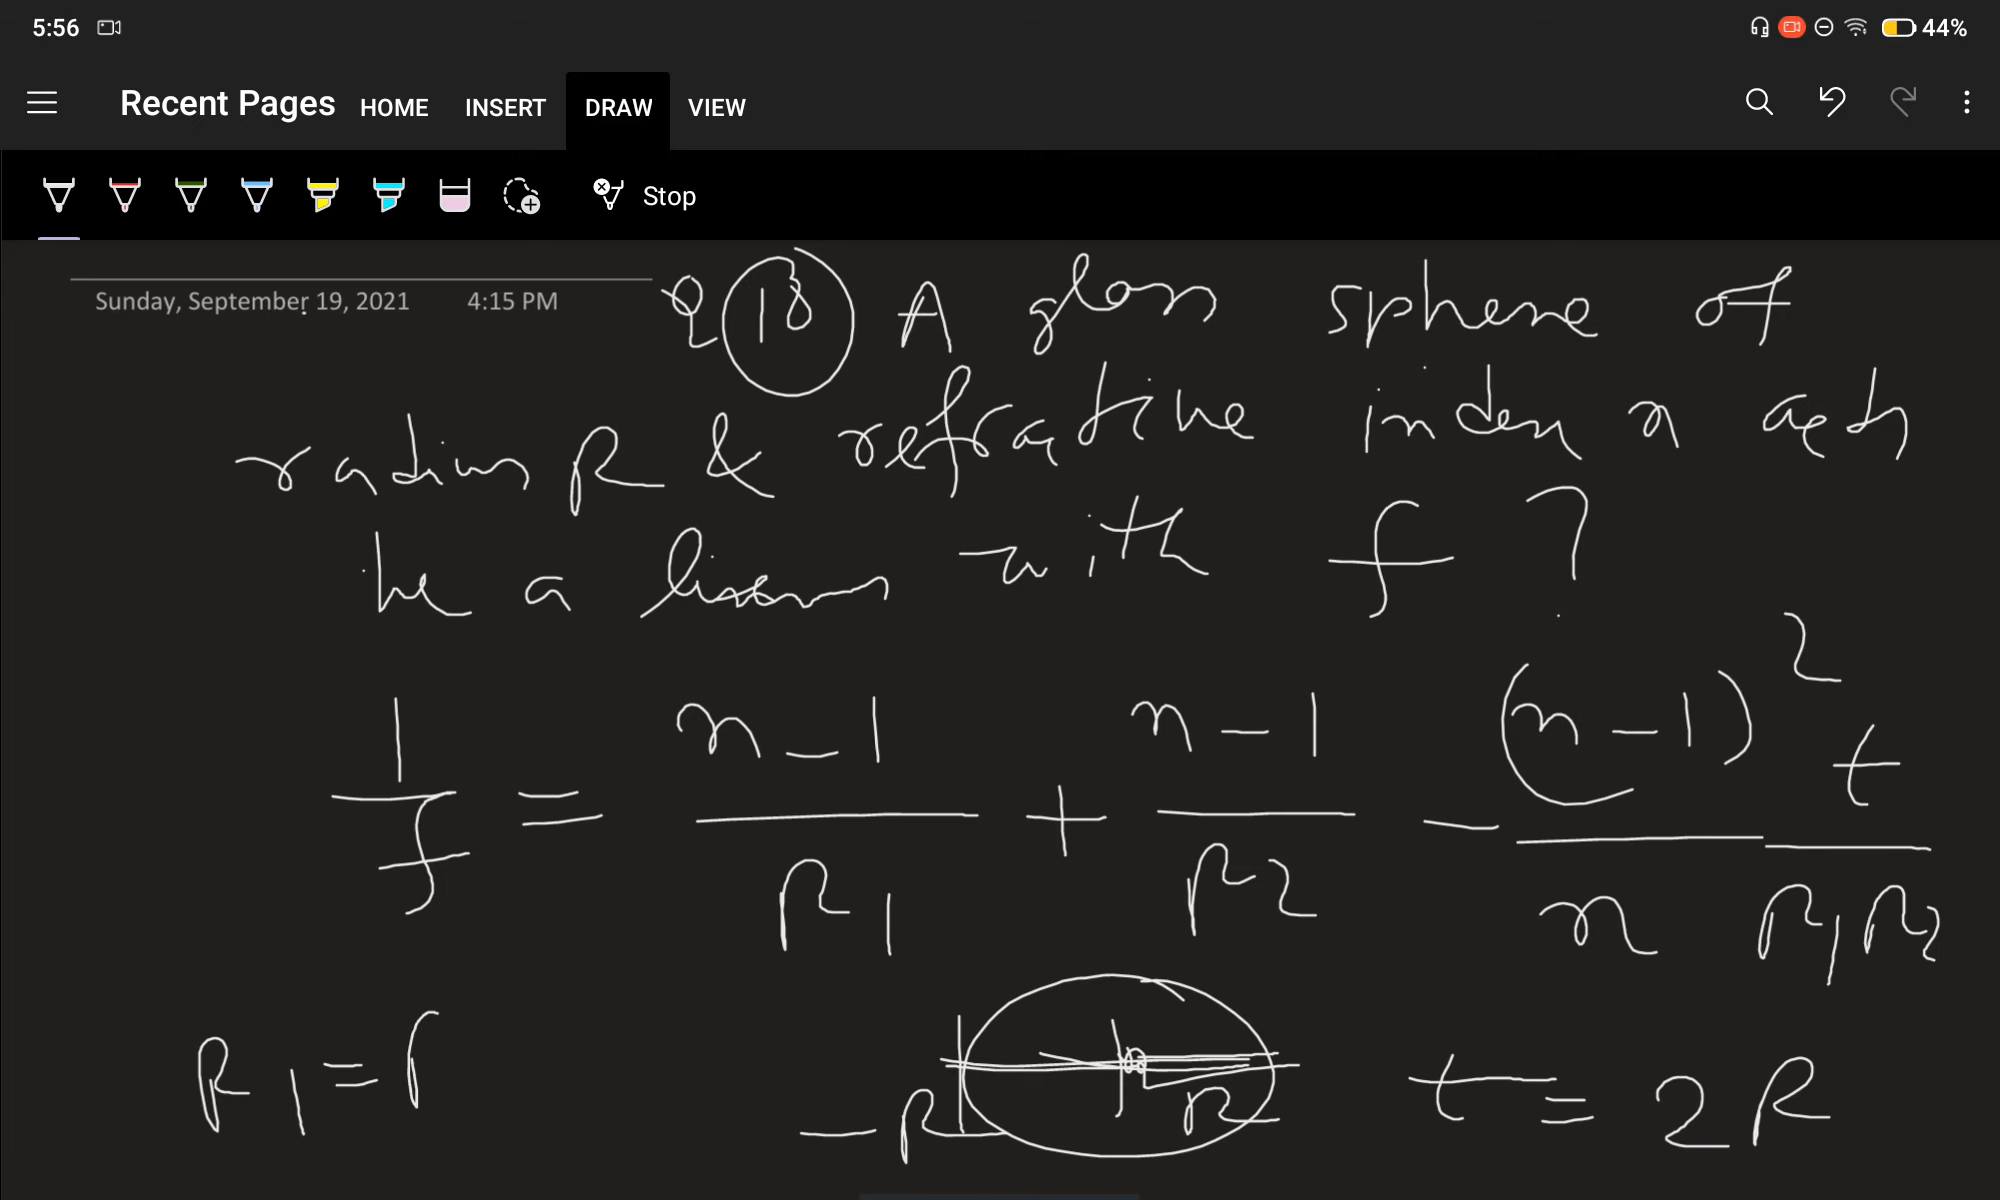 5:56 44%
Recent Pages HOME INSERT DRAW VIEW
Stop
Sunday, September 19, 2021 4:15 PM
Q 18 A glass sphere of
radius R & refractive index n acts
like a lens with f ?
1/f = (n-1)/R1 + (n-1)/R2 - (n-1)^2 t / n R1R2
R1 = -R R t = 2R